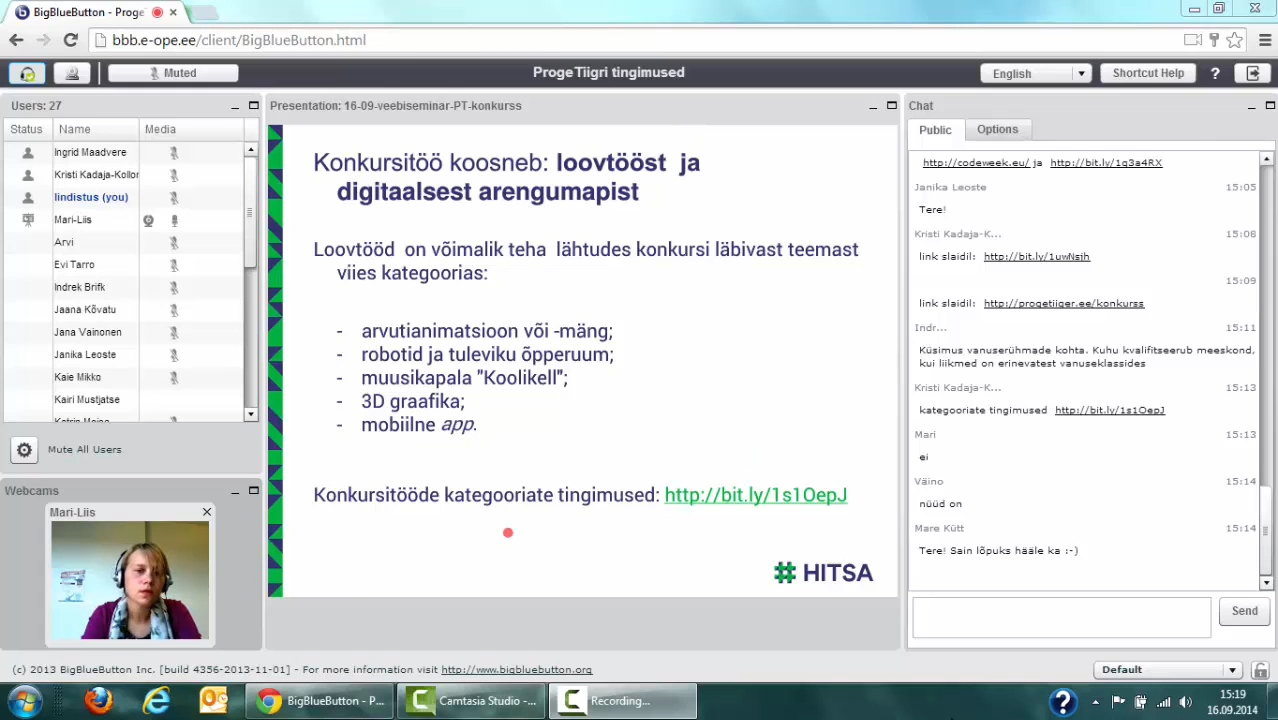 BigBlueButton - Proge
bbb.e-ope.ee/client/BigBlueButton.html
Muted
ProgeTiigri tingimused
English
Shortcut Help
?
Users: 27
Status Name Media
Ingrid Maadvere
Kristi Kadaja-Kollor
lindistus (you)
Mari-Liis
Arvi
Evi Tarro
Indrek Brifk
Jaana Kõvatu
Jana Vainonen
Janika Leoste
Kaie Mikko
Kairi Mustjatse
Mute All Users
Webcams
Mari-Liis
Presentation: 16-09-veebiseminar-PT-konkurss
Konkursitöö koosneb: loovtööst ja
digitaalsest arengumapist
Loovtööd on võimalik teha lähtudes konkursi läbivast teemast
viies kategoorias:
- arvutianimatsioon või -mäng;
- robotid ja tuleviku õpperuum;
- muusikapala "Koolikell";
- 3D graafika;
- mobiilne app.
Konkursitööde kategooriate tingimused: http://bit.ly/1s1OepJ
HITSA
Chat
Public Options
http://codeweek.eu/ ja http://bit.ly/1q3a4RX
Janika Leoste 15:05
Tere!
Kristi Kadaja-K... 15:08
link slaidil: http://bit.ly/1uwNsjh
15:09
link slaidil: http://progetiiger.ee/konkurss
Indr... 15:11
Küsimus vanuserühmade kohta. Kuhu kvalifitseerub meeskond,
kui liikmed on erinevatest vanuseklassides
Kristi Kadaja-K... 15:13
kategooriate tingimused http://bit.ly/1s1OepJ
Mari 15:13
ei
Väino 15:14
nüüd on
Mare Kütt 15:14
Tere! Sain lõpuks hääle ka :-)
Send
(c) 2013 BigBlueButton Inc. [build 4356-2013-11-01] - For more information visit http://www.bigbluebutton.org
Default
BigBlueButton - P...
Camtasia Studio -...
Recording...
?
15:19
16.09.2014